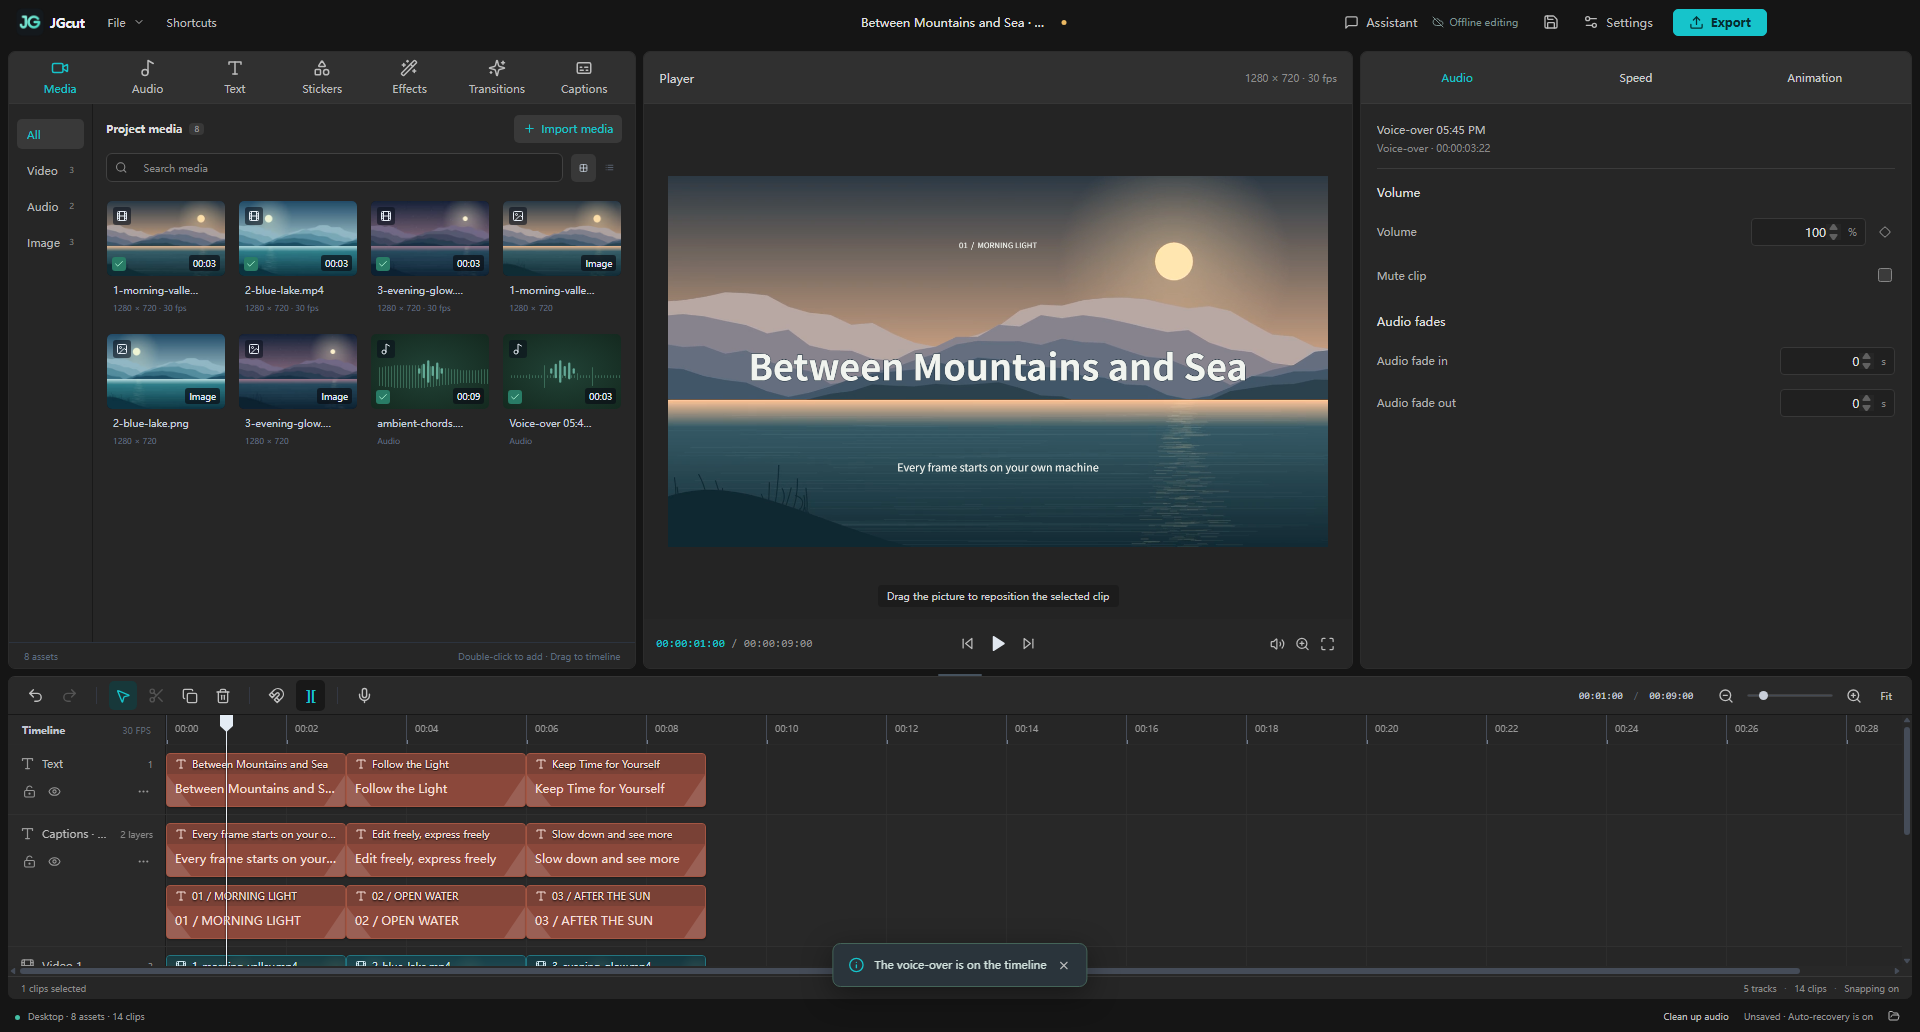 JG JGcut File Shortcuts Between Mountains and Sea · ... Assistant Offline editing Settings Export
Media Audio Text Stickers Effects Transitions Captions
Player 1280 × 720 · 30 fps
Audio Speed Animation
All
Video 3
Audio 2
Image 3
Project media 8 Import media
Search media
00:03 00:03 00:03 Image
1-morning-valle... 2-blue-lake.mp4 3-evening-glow.... 1-morning-valle...
1280 × 720 · 30 fps 1280 × 720 · 30 fps 1280 × 720 · 30 fps 1280 × 720
Image Image 00:09 00:03
2-blue-lake.png 3-evening-glow.... ambient-chords.... Voice-over 05:4...
1280 × 720 1280 × 720 Audio Audio
8 assets Double-click to add · Drag to timeline
01 / MORNING LIGHT
Between Mountains and Sea
Every frame starts on your own machine
Drag the picture to reposition the selected clip
00:00:01:00 / 00:00:09:00
Voice-over 05:45 PM
Voice-over · 00:00:03:22
Volume
Volume 100 %
Mute clip
Audio fades
Audio fade in 0 s
Audio fade out 0 s
00:01:00 / 00:09:00 Fit
Timeline 30 FPS 00:00 00:02 00:04 00:06 00:08 00:10 00:12 00:14 00:16 00:18 00:20 00:22 00:24 00:26 00:28
Text 1
Between Mountains and Sea Follow the Light Keep Time for Yourself
Between Mountains and S... Follow the Light Keep Time for Yourself
Captions · ... 2 layers
Every frame starts on your o... Edit freely, express freely Slow down and see more
Every frame starts on your... Edit freely, express freely Slow down and see more
01 / MORNING LIGHT 02 / OPEN WATER 03 / AFTER THE SUN
01 / MORNING LIGHT 02 / OPEN WATER 03 / AFTER THE SUN
Video 1 3 1-morning-valley.mp4 2-blue-lake.mp4 3-evening-glow.mp4
The voice-over is on the timeline
1 clips selected 5 tracks · 14 clips · Snapping on
Desktop · 8 assets · 14 clips Clean up audio Unsaved · Auto-recovery is on